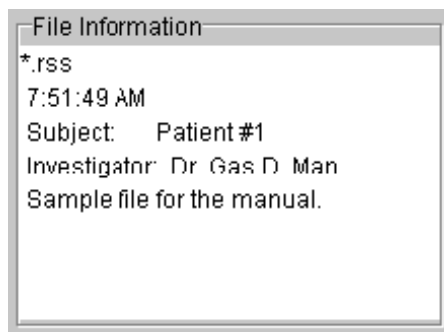 File Information
*.rss
7:51:49 AM
Subject: Patient #1
Investigator: Dr. Gas D. Man
Sample file for the manual.